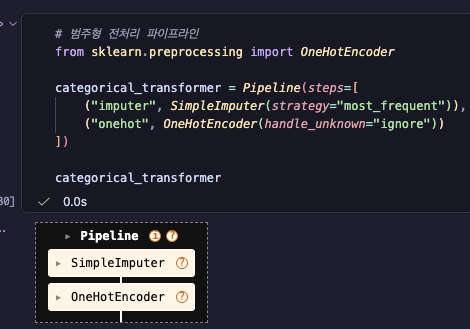 # 범주형 전처리 파이프라인
from sklearn.preprocessing import OneHotEncoder
categorical_transformer = Pipeline(steps=[
("imputer", SimpleImputer(strategy="most_frequent")),
("onehot", OneHotEncoder(handle_unknown="ignore"))
])
categorical_transformer
30]
✓ 0.0s
..
▸ Pipeline i ?
▸ SimpleImputer ?
▸ OneHotEncoder ?